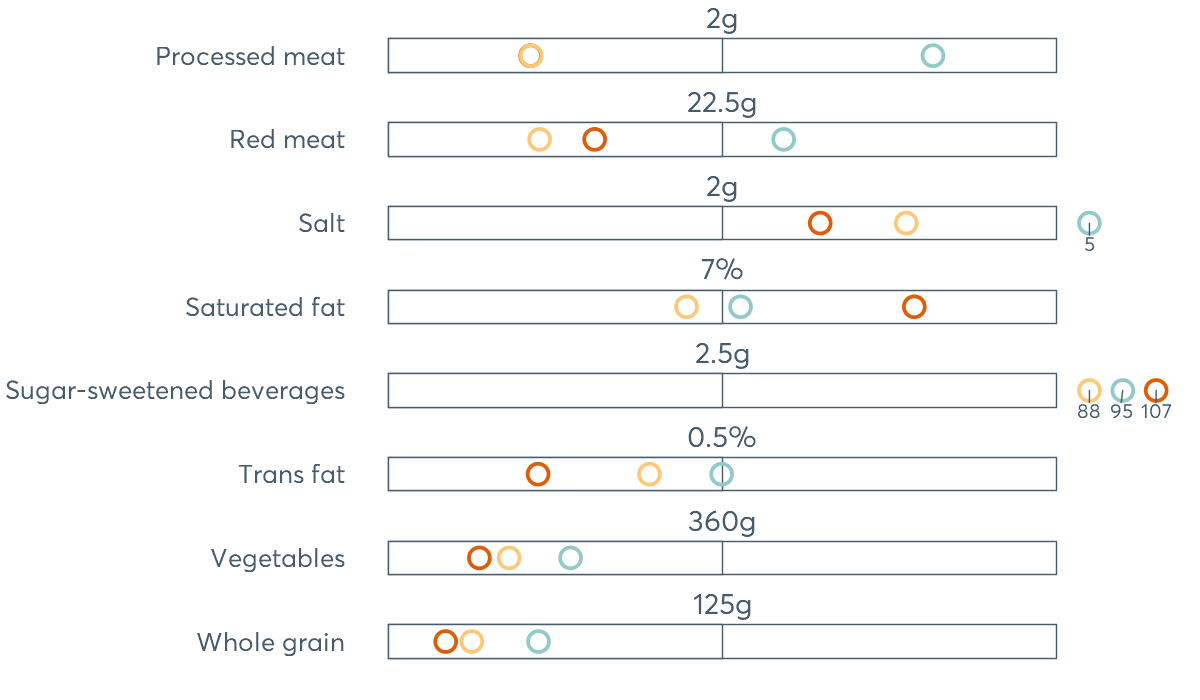 2g
Processed meat
22.5g
Red meat
2g
Salt
5
7%
Saturated fat
2.5g
Sugar-sweetened beverages
88 95 107
0.5%
Trans fat
360g
Vegetables
125g
Whole grain